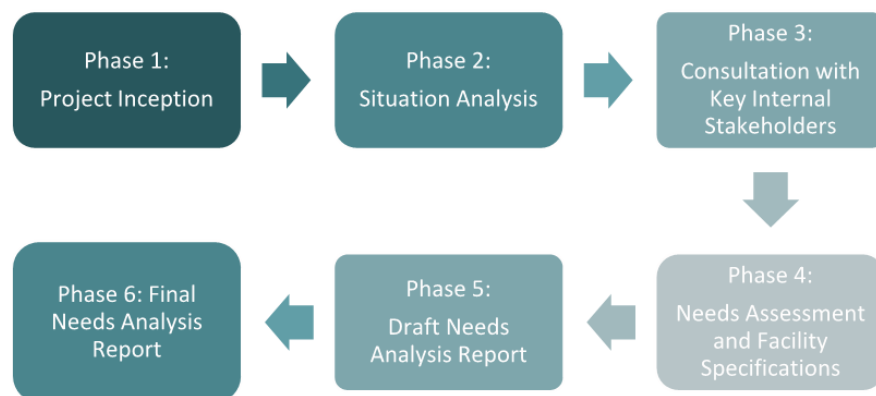 Phase 1:
Project Inception
Phase 2:
Situation Analysis
Phase 3:
Consultation with
Key Internal
Stakeholders
Phase 4:
Needs Assessment
and Facility
Specifications
Phase 5:
Draft Needs
Analysis Report
Phase 6: Final
Needs Analysis
Report